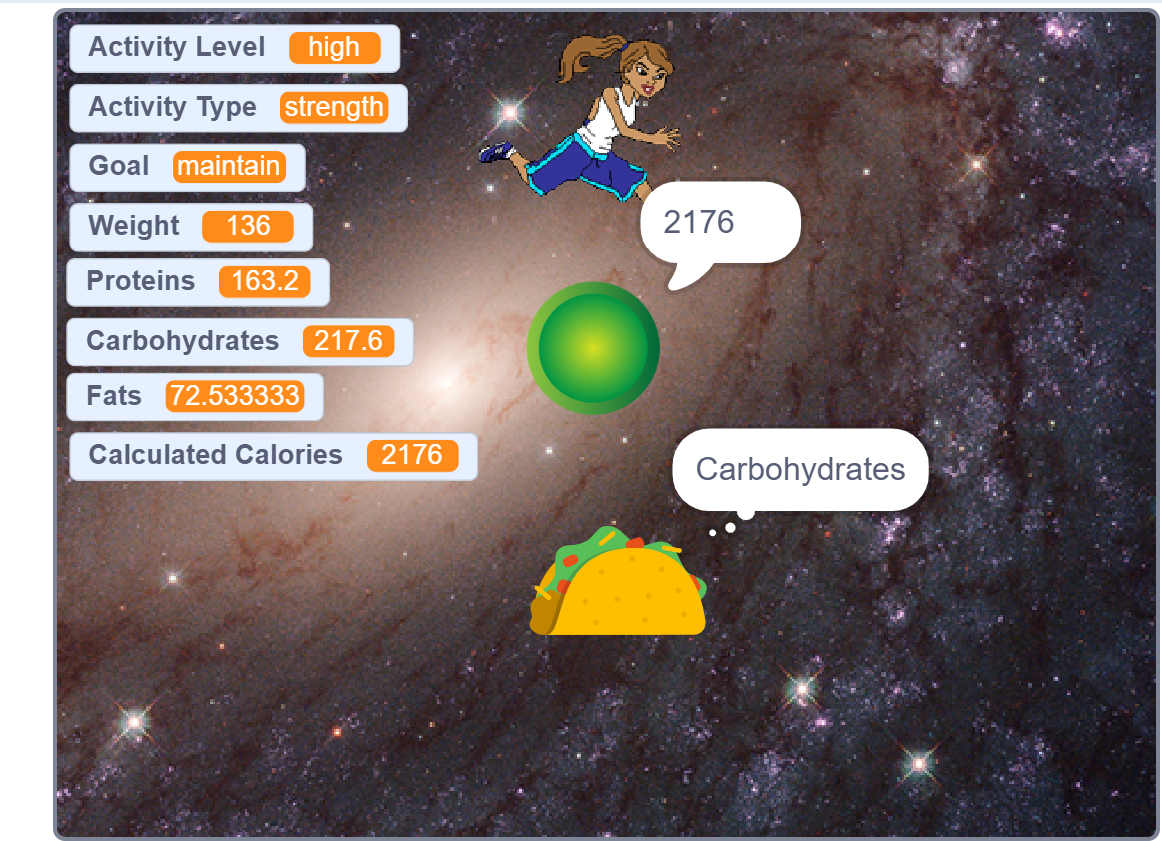 Activity Level high
Activity Type strength
Goal maintain
Weight 136
2176
Proteins 163.2
Carbohydrates 217.6
Fats 72.533333
Calculated Calories 2176
Carbohydrates